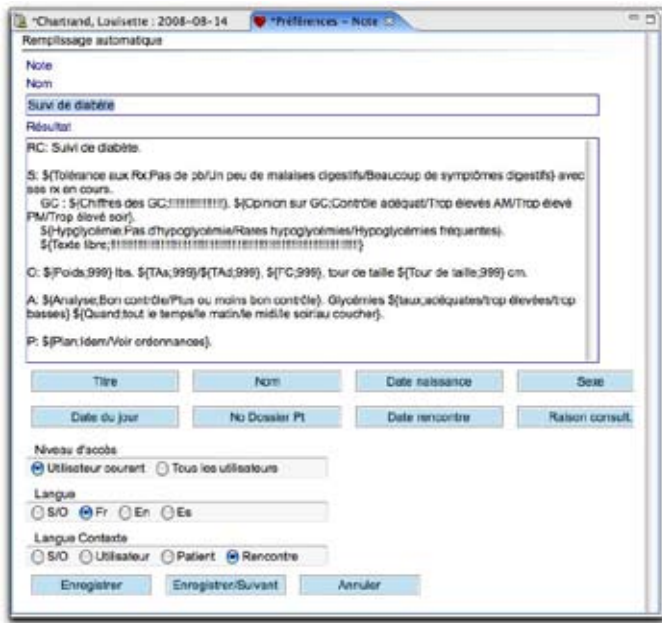 *Chartrand, Louisette : 2008-08-14 *Préférences - Note
Remplissage automatique
Note
Nom
Suivi de diabète
Résultat
RC: Suivi de diabète.
S: ${Tolérance aux Rx;Pas de pb/Un peu de malaises digestifs/Beaucoup de symptômes digestifs} avec
ses rx en cours.
GC : ${Chiffres des GC;!!!!!!!!!!!!!!!!}. ${Opinion sur GC;Contrôle adéquat/Trop élevés AM/Trop élevé
PM/Trop élevé soir}.
${Hypglycémie;Pas d'hypoglycémie/Rares hypoglycémies/Hypoglycémies fréquentes}.
${Texte libre;!!!!!!!!!!!!!!!!!!!!!!!!!!!!!!!!!!!!!!!!!!!!!!!!!!!!!!!!!!!!!!!!}
O: ${Poids;999} lbs. ${TAs;999}/${TAd;999}, ${FC;999}, tour de taille ${Tour de taille;999} cm.
A: ${Analyse;Bon contrôle/Plus ou moins bon contrôle}. Glycémies ${taux;adéquates/trop élevées/trop
basses} ${Quand;tout le temps/le matin/le midi/le soir/au coucher}.
P: ${Plan;Idem/Voir ordonnances}.
Titre Nom Date naissance Sexe
Date du jour No Dossier Pt Date rencontre Raison consult.
Niveau d'accès
Utilisateur courant Tous les utilisateurs
Langue
S/O Fr En Es
Langue Contexte
S/O Utilisateur Patient Rencontre
Enregistrer Enregistrer/Suivant Annuler